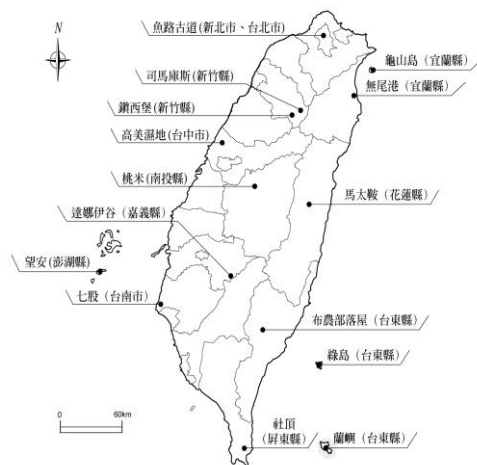 魚路古道(新北市、台北市)
N
龜山島(宜蘭縣)
司馬庫斯(新竹縣)
無尾港(宜蘭縣)
鎮西堡(新竹縣)
高美濕地(台中市)
桃米(南投縣)
馬太鞍(花蓮縣)
達娜伊谷(嘉義縣)
望安(澎湖縣)
七股(台南市)
布農部落屋(台東縣)
綠島(台東縣)
0 60km
社頂
(屏東縣)
蘭嶼(台東縣)